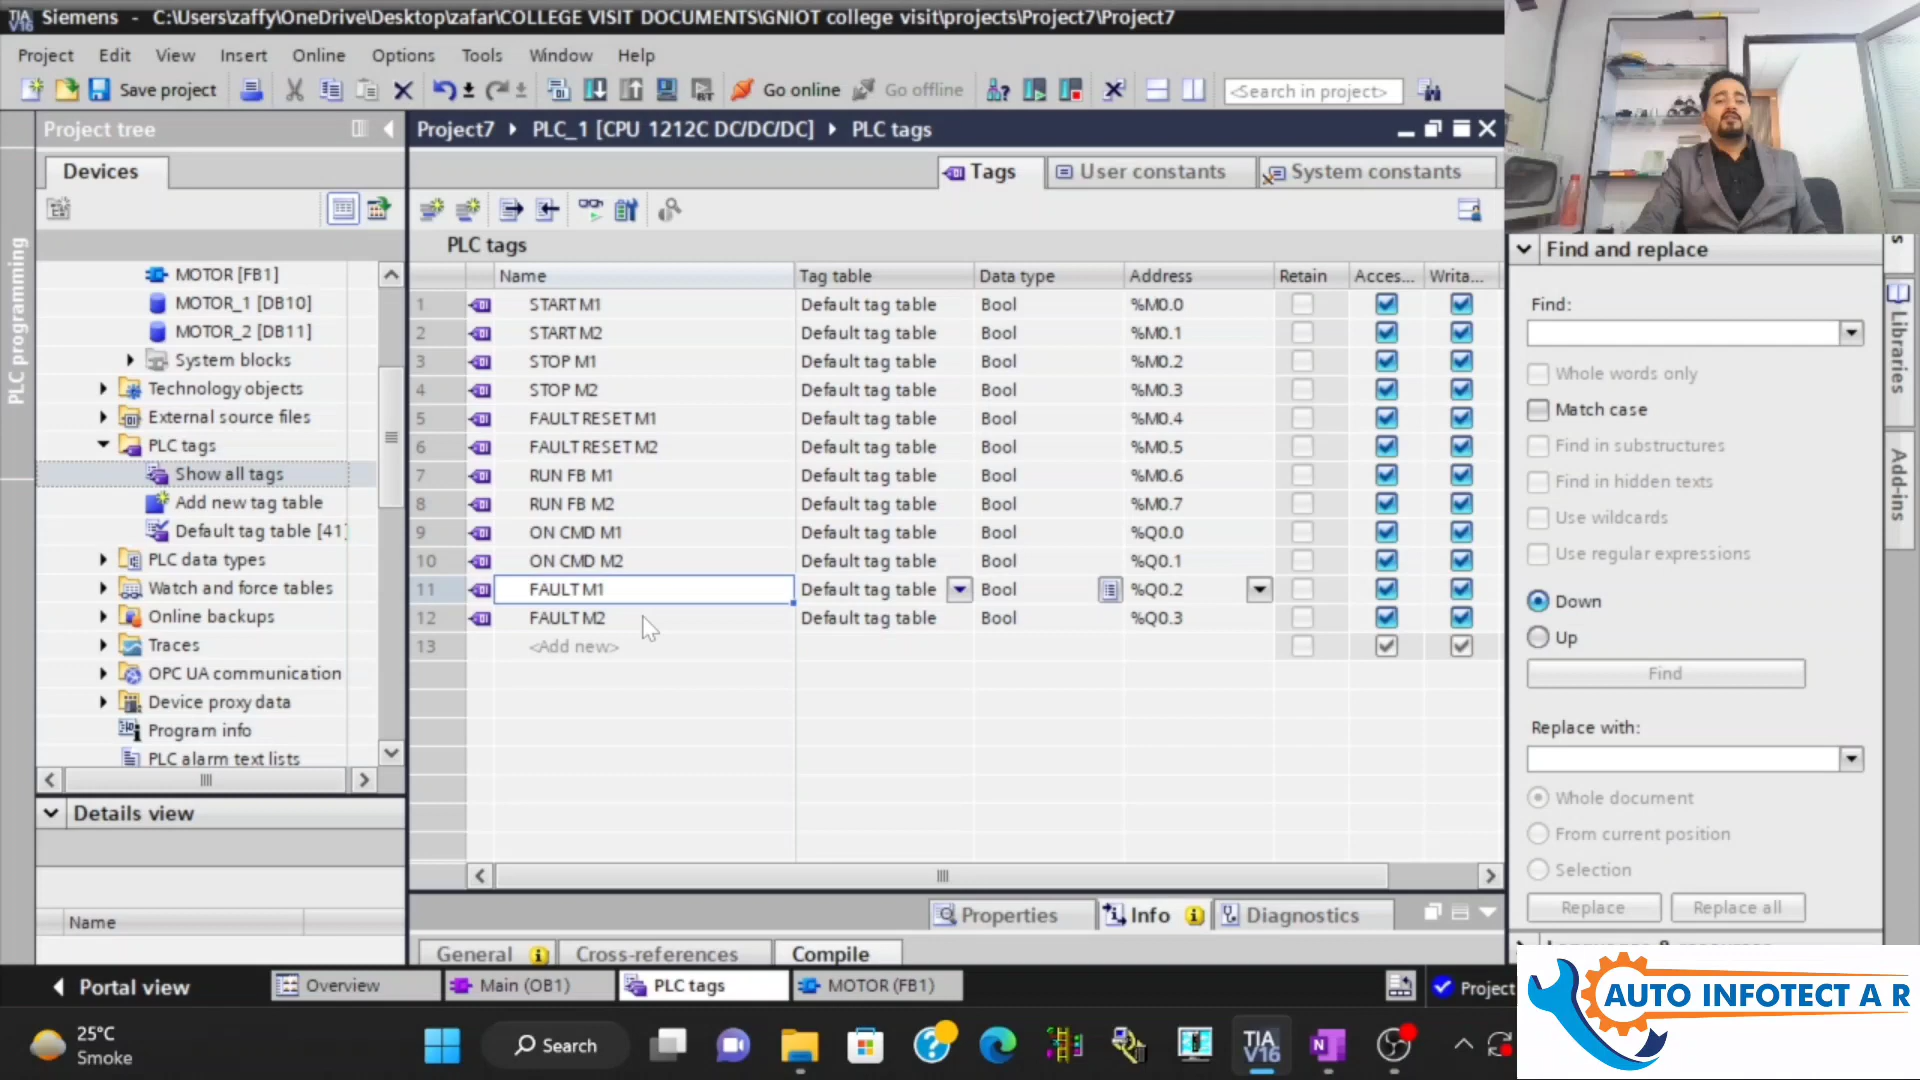 TIA V16 Siemens - C:\Users\zaffy\OneDrive\Desktop\zafar\COLLEGE VISIT DOCUMENTS\GNIOT college visit\projects\Project7\Project7
Project Edit View Insert Online Options Tools Window Help
Save project Go online Go offline <Search in project>
Project tree
Project7 PLC_1 [CPU 1212C DC/DC/DC] PLC tags
Devices
Tags User constants System constants
PLC programming
PLC tags
MOTOR [FB1]
MOTOR_1 [DB10]
MOTOR_2 [DB11]
System blocks
Technology objects
External source files
PLC tags
Show all tags
Add new tag table
Default tag table [41]
PLC data types
Watch and force tables
Online backups
Traces
OPC UA communication
Device proxy data
Program info
PLC alarm text lists
Details view
Name
Name Tag table Data type Address Retain Acces... Writa...
1 START M1 Default tag table Bool %M0.0
2 START M2 Default tag table Bool %M0.1
3 STOP M1 Default tag table Bool %M0.2
4 STOP M2 Default tag table Bool %M0.3
5 FAULT RESET M1 Default tag table Bool %M0.4
6 FAULT RESET M2 Default tag table Bool %M0.5
7 RUN FB M1 Default tag table Bool %M0.6
8 RUN FB M2 Default tag table Bool %M0.7
9 ON CMD M1 Default tag table Bool %Q0.0
10 ON CMD M2 Default tag table Bool %Q0.1
11 FAULT M1 Default tag table Bool %Q0.2
12 FAULT M2 Default tag table Bool %Q0.3
13 <Add new>
Properties Info Diagnostics
General Cross-references Compile
Find and replace
Find:
Whole words only
Match case
Find in substructures
Find in hidden texts
Use wildcards
Use regular expressions
Down
Up
Find
Replace with:
Whole document
From current position
Selection
Replace Replace all
Libraries
Add-ins
Portal view Overview Main (OB1) PLC tags MOTOR (FB1) Project
AUTO INFOTECT A R
25°C
Smoke
Search
TIA V16